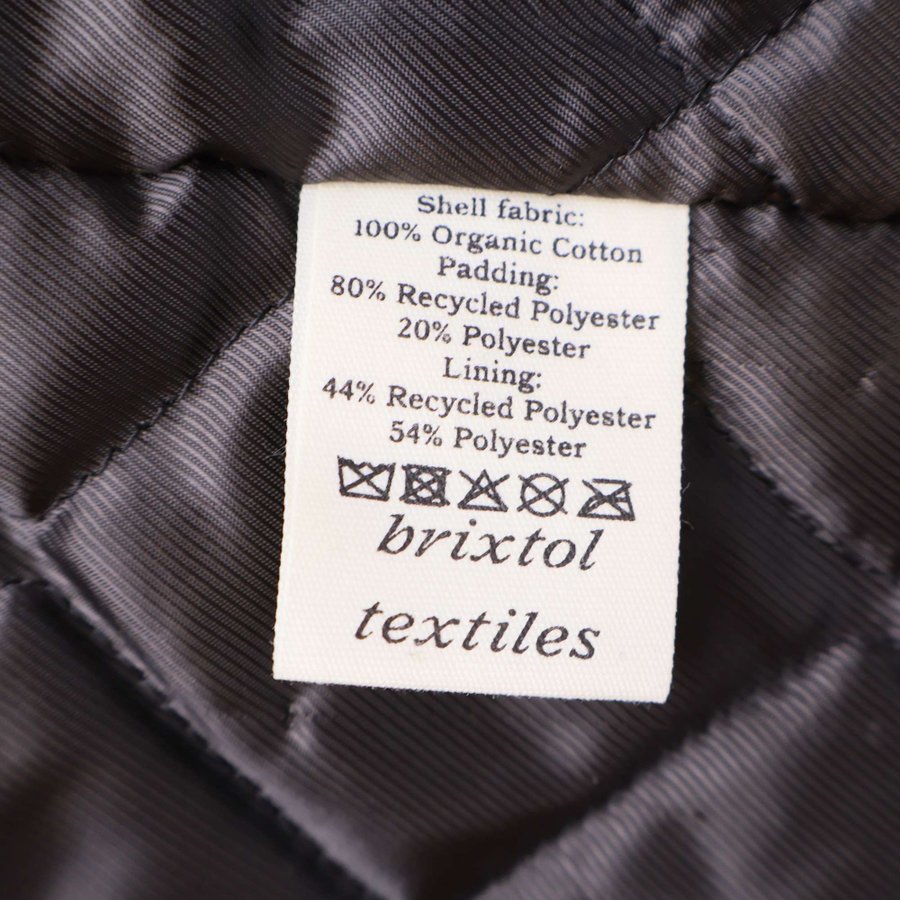 Shell fabric:
100% Organic Cotton
Padding:
80% Recycled Polyester
20% Polyester
Lining:
44% Recycled Polyester
54% Polyester
brixtol
textiles